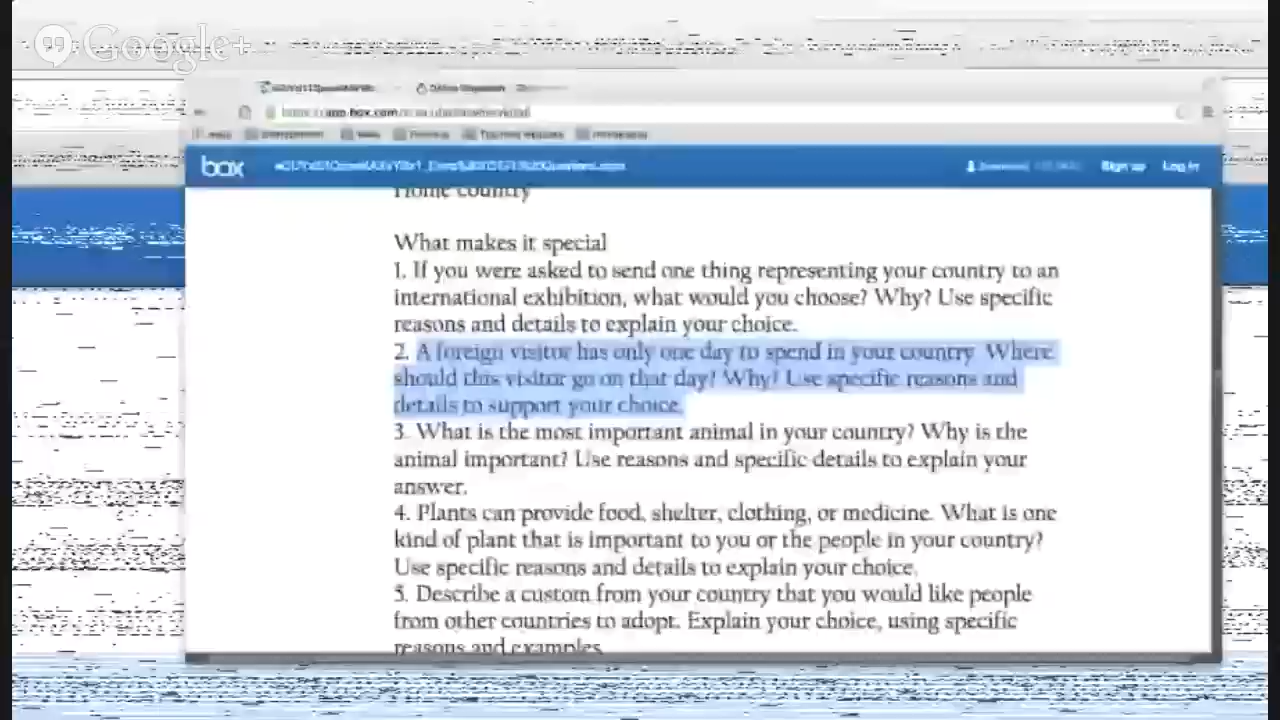 Google+
box
Sign up
Log in
Home country
What makes it special
1. If you were asked to send one thing representing your country to an
international exhibition, what would you choose? Why? Use specific
reasons and details to explain your choice.
2. A foreign visitor has only one day to spend in your country. Where
should this visitor go on that day? Why? Use specific reasons and
details to support your choice.
3. What is the most important animal in your country? Why is the
animal important? Use reasons and specific details to explain your
answer.
4. Plants can provide food, shelter, clothing, or medicine. What is one
kind of plant that is important to you or the people in your country?
Use specific reasons and details to explain your choice.
5. Describe a custom from your country that you would like people
from other countries to adopt. Explain your choice, using specific
reasons and examples.